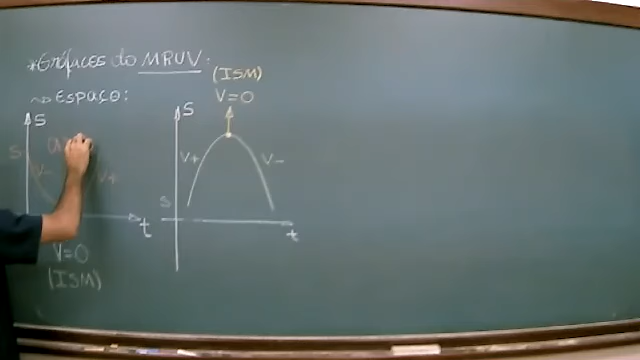 *Gráficos do MRUV:
~> Espaço:
S
S
V-
V+
t
V=0
(ISM)
(ISM)
V=0
S
V+
V-
S
t